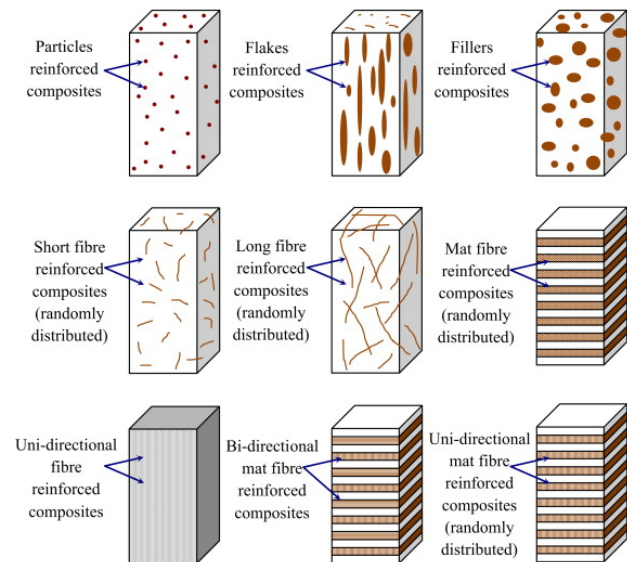 Particles
reinforced
composites
Flakes
reinforced
composites
Fillers
reinforced
composites
Short fibre
reinforced
composites
(randomly
distributed)
Long fibre
reinforced
composites
(randomly
distributed)
Mat fibre
reinforced
composites
(randomly
distributed)
Uni-directional
fibre
reinforced
composites
Bi-directional
mat fibre
reinforced
composites
Uni-directional
mat fibre
reinforced
composites
(randomly
distributed)